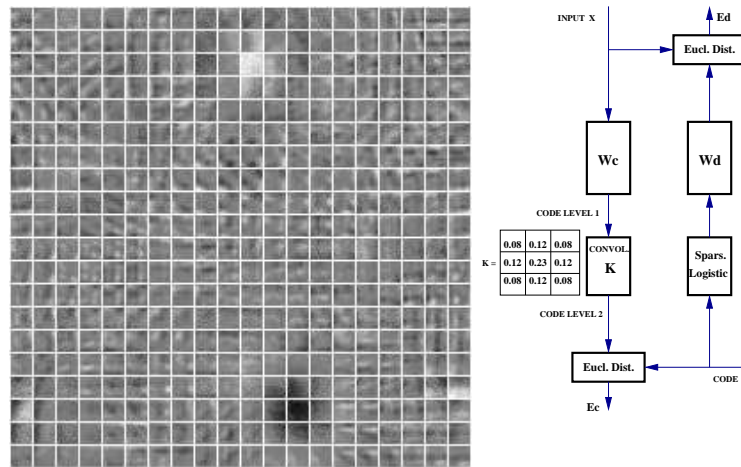 INPUT X
Ed
Eucl. Dist.
Wc
Wd
CODE LEVEL 1
0.08 0.12 0.08
K = 0.12 0.23 0.12
0.08 0.12 0.08
CONVOL.
K
Spars.
Logistic
CODE LEVEL 2
Eucl. Dist.
CODE
Ec